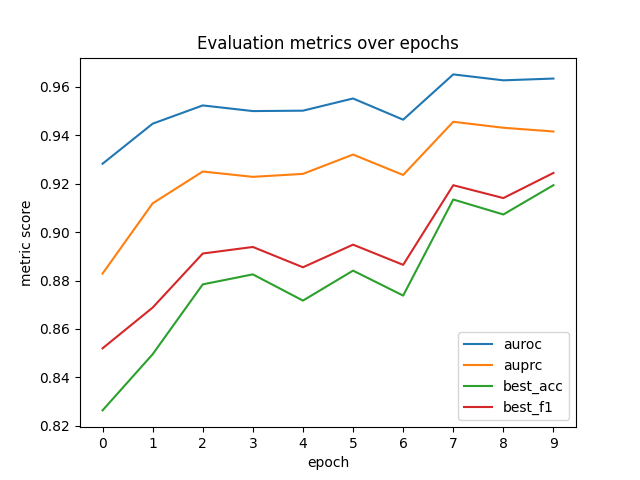 Evaluation metrics over epochs
metric score
0.96
0.94
0.92
0.90
0.88
0.86
0.84
0.82
0 1 2 3 4 5 6 7 8 9
epoch
auroc
auprc
best_acc
best_f1